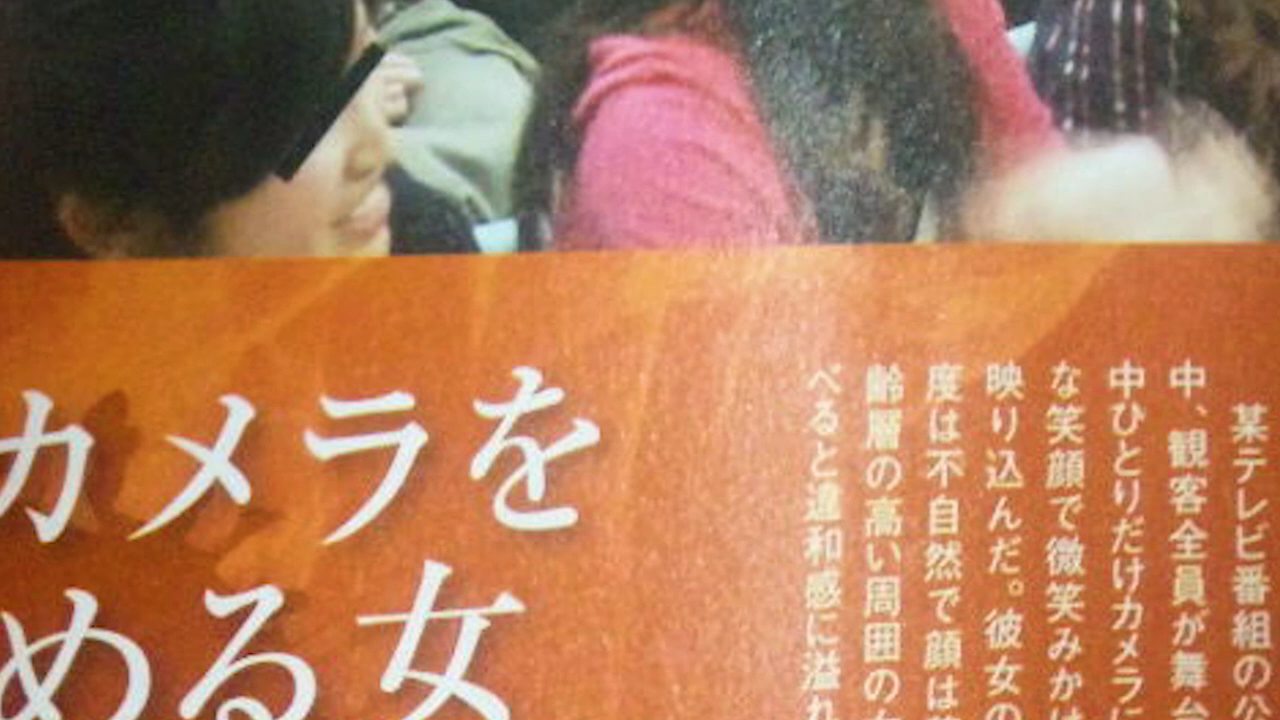 カメラを
める女
某テレビ番組の公
中、観客全員が舞台
中ひとりだけカメラに
な笑顔で微笑みかけ
映り込んだ。彼女の
度は不自然で顔は
齢層の高い周囲の
べると違和感に溢れ